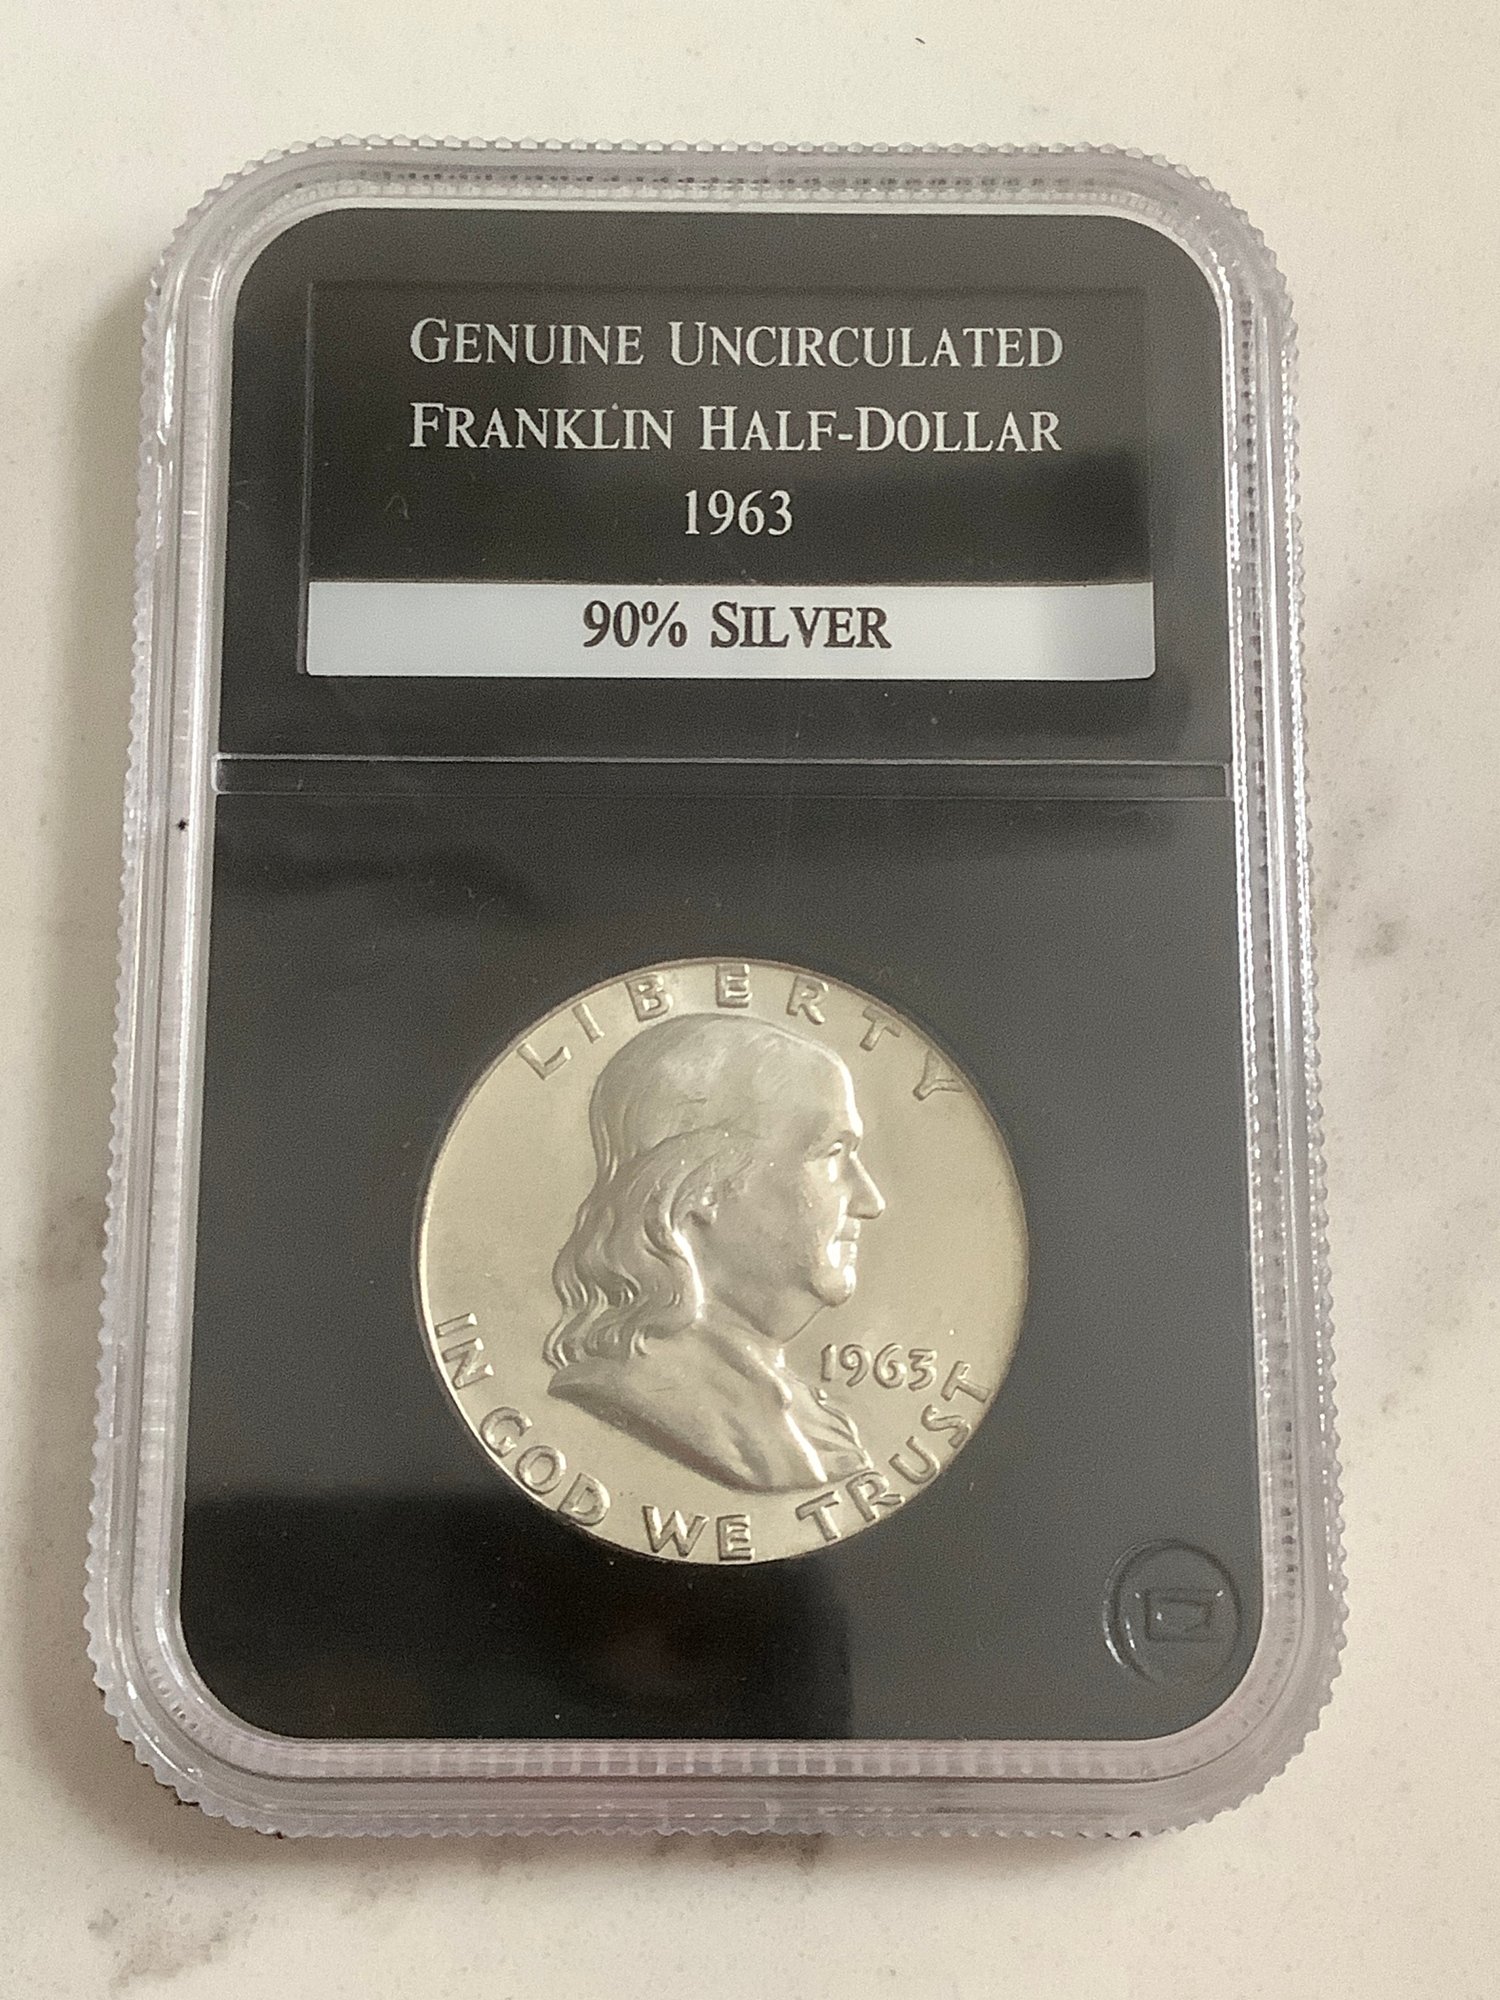 GENUINE UNCIRCULATED
FRANKLIN HALF-DOLLAR
1963
90% SILVER
LIBERTY
1963
IN GOD WE TRUST